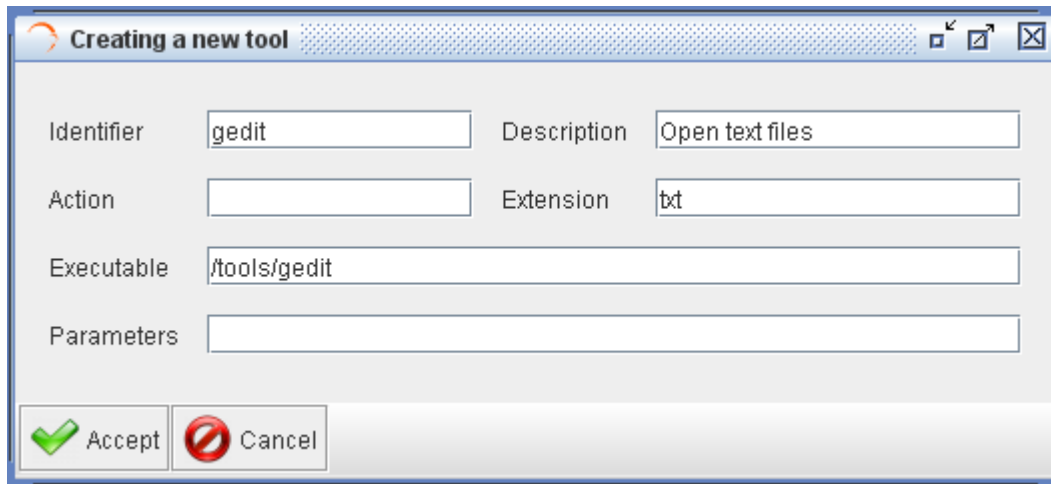 Creating a new tool
Identifier gedit Description Open text files
Action Extension txt
Executable /tools/gedit
Parameters
Accept Cancel